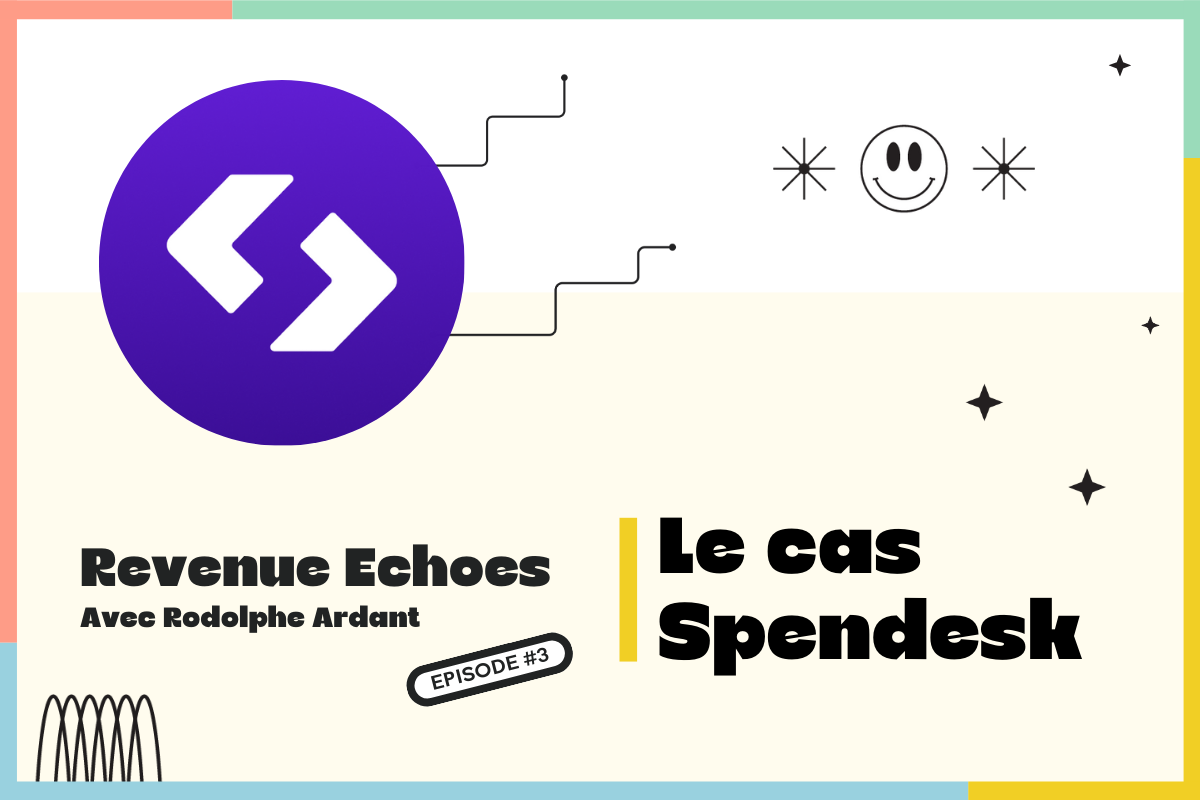 Revenue Echoes
Avec Rodolphe Ardant
EPISODE #3
Le cas
Spendesk